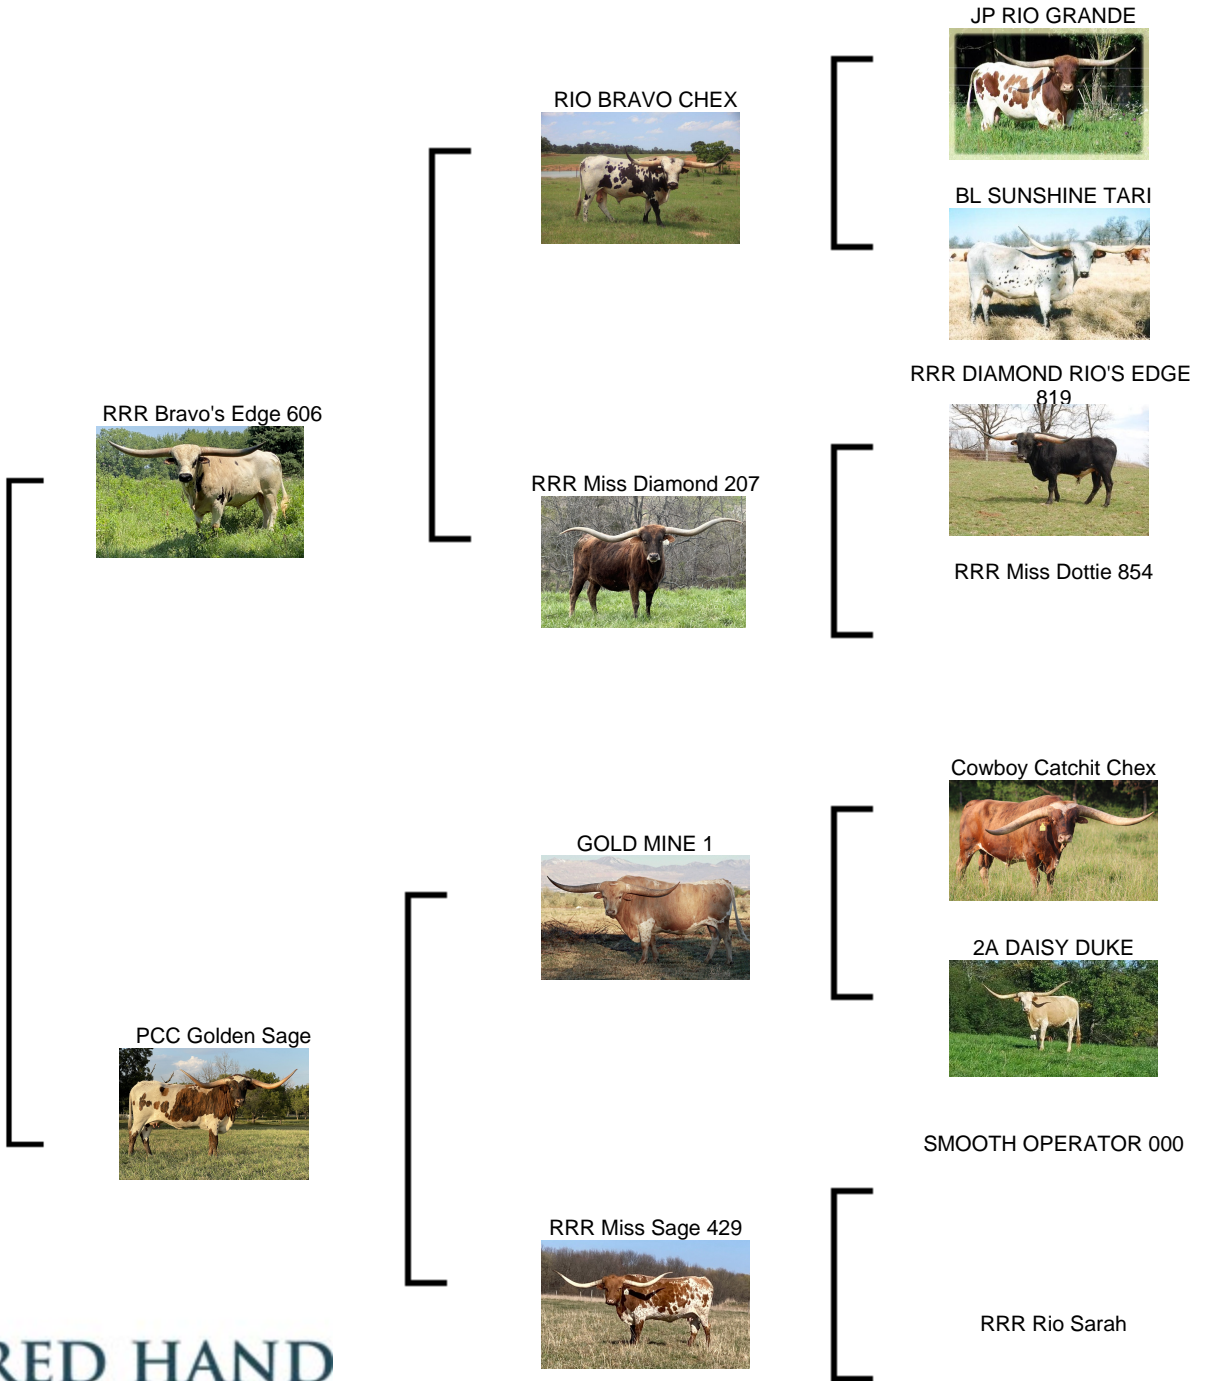 JP RIO GRANDE
RIO BRAVO CHEX
BL SUNSHINE TARI
RRR DIAMOND RIO'S EDGE
819
RRR Bravo's Edge 606
RRR Miss Diamond 207
RRR Miss Dottie 854
Cowboy Catchit Chex
GOLD MINE 1
2A DAISY DUKE
PCC Golden Sage
SMOOTH OPERATOR 000
RRR Miss Sage 429
RRR Rio Sarah
RED HAND